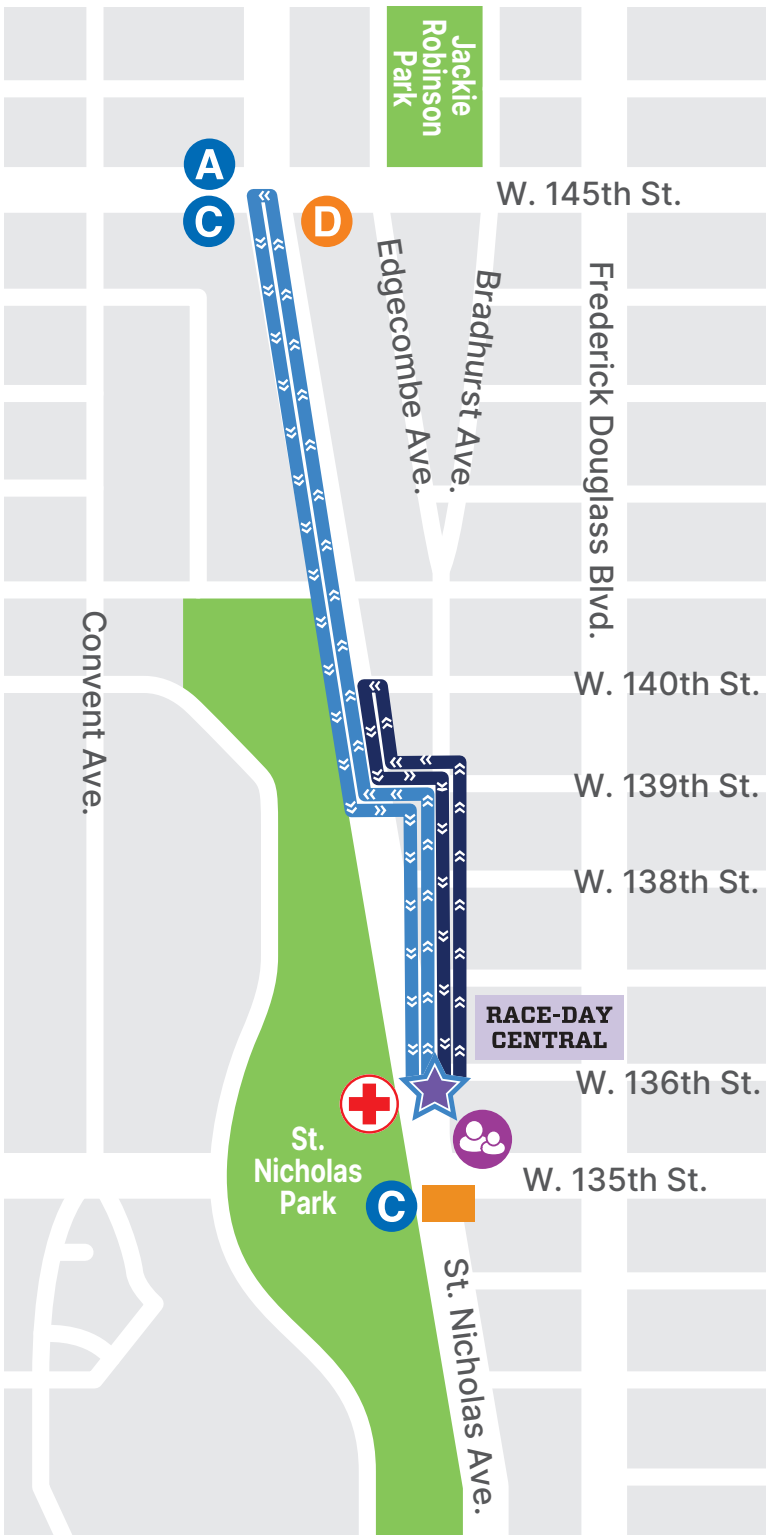 Jackie
Robinson
Park
A
C
D
W. 145th St.
Edgecombe Ave.
Bradhurst Ave.
Frederick Douglass Blvd.
Convent Ave.
W. 140th St.
W. 139th St.
W. 138th St.
RACE-DAY
CENTRAL
W. 136th St.
St.
Nicholas
Park
W. 135th St.
C
St. Nicholas Ave.